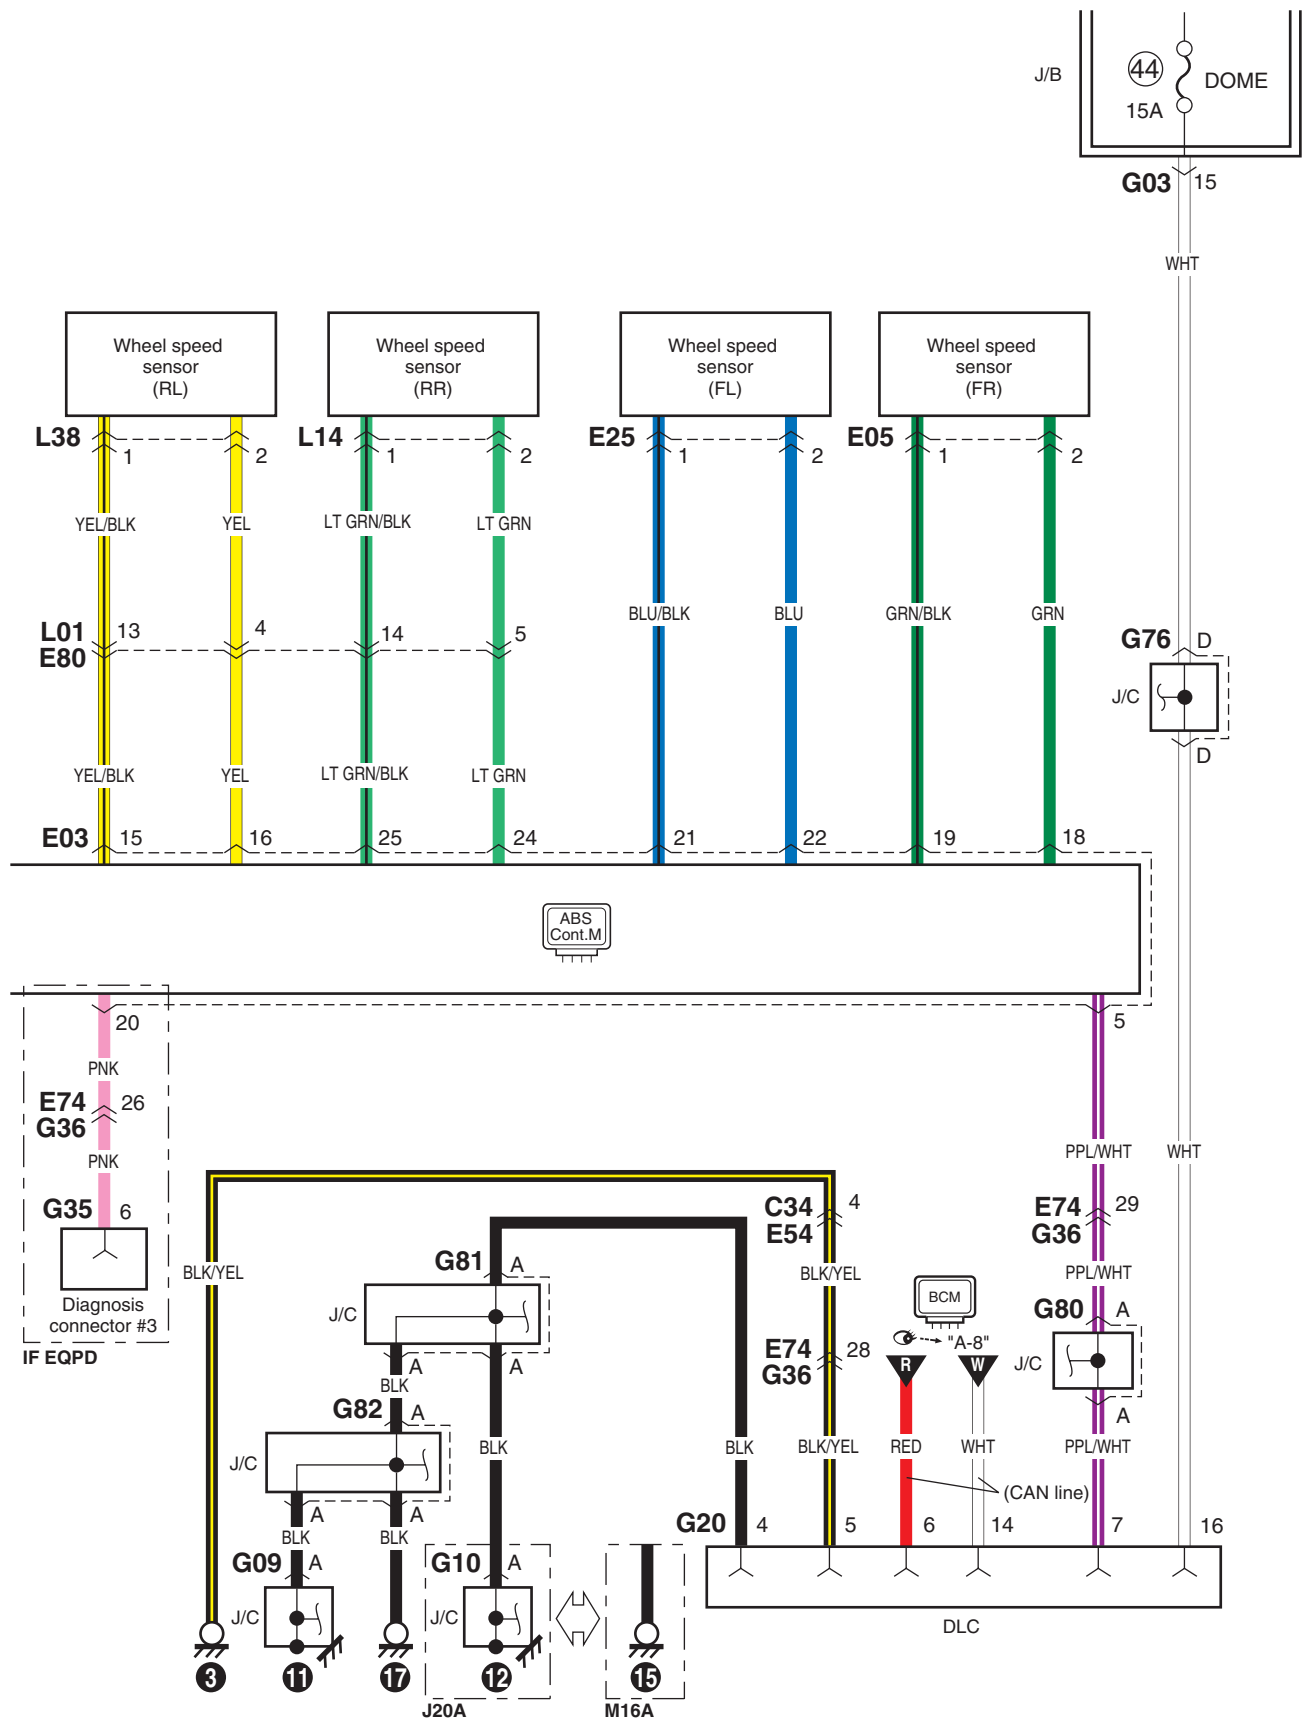 J/B
44
DOME
15A
G03
15
WHT
Wheel speed
sensor
(RL)
Wheel speed
sensor
(RR)
Wheel speed
sensor
(FL)
Wheel speed
sensor
(FR)
L38
1
2
L14
1
2
E25
1
2
E05
1
2
YEL/BLK
YEL
LT GRN/BLK
LT GRN
BLU/BLK
BLU
GRN/BLK
GRN
L01
E80
13
4
14
5
G76
D
J/C
D
YEL/BLK
YEL
LT GRN/BLK
LT GRN
E03
15
16
25
24
21
22
19
18
ABS
Cont.M
20
5
PNK
E74
G36
26
PNK
G35
6
Diagnosis
connector #3
IF EQPD
PPL/WHT
WHT
C34
E54
4
E74
G36
29
BLK/YEL
G81
A
BLK/YEL
PPL/WHT
BCM
"A-8"
J/C
A
A
G80
A
J/C
A
E74
G36
28
R
W
BLK
G82
A
J/C
BLK
BLK
BLK/YEL
RED
WHT
PPL/WHT
(CAN line)
A
A
BLK
BLK
G20
4
5
6
14
7
16
G09
A
J/C
G10
A
J/C
DLC
3
11
17
12
15
J20A
M16A